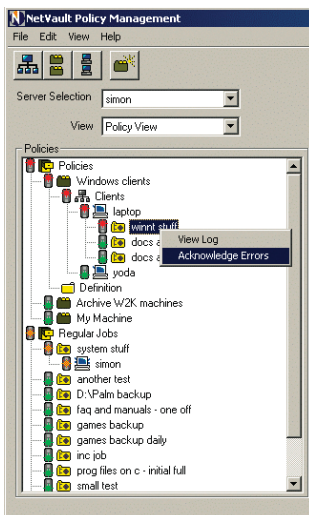 NetVault Policy Management
File Edit View Help
Server Selection simon
View Policy View
Policies
Policies
Windows clients
Clients
laptop
winnt stuff
View Log
docs a
Acknowledge Errors
docs a
yoda
Definition
Archive W2K machines
My Machine
Regular Jobs
system stuff
simon
another test
D:\Palm backup
faq and manuals - one off
games backup
games backup daily
inc job
prog files on c - initial full
small test